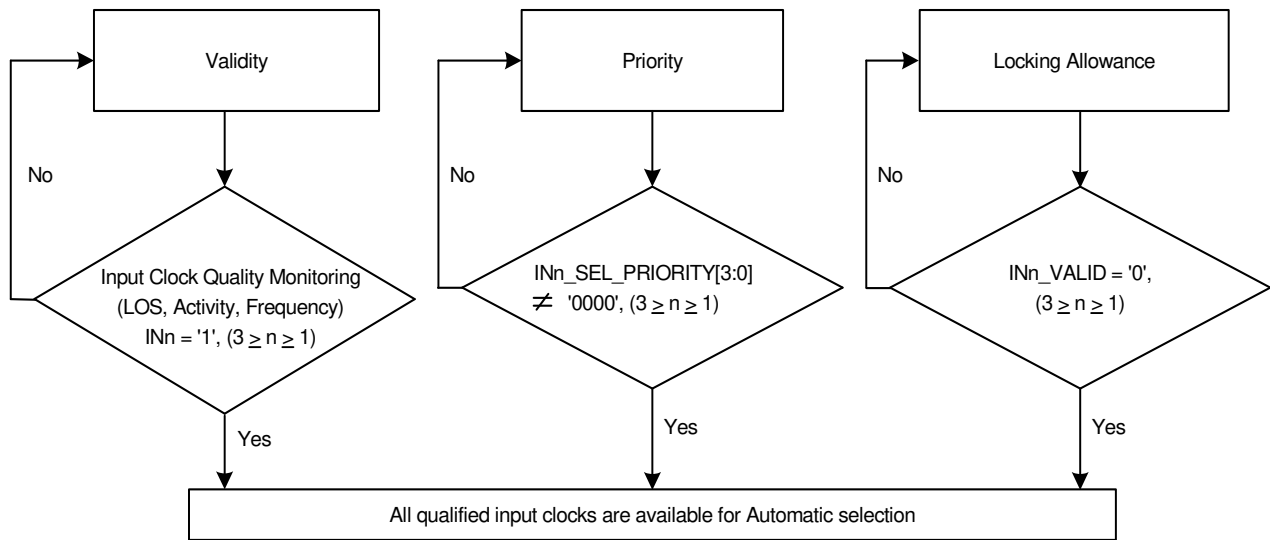 Validity
Priority
Locking Allowance
No
No
No
Input Clock Quality Monitoring
(LOS, Activity, Frequency)
INn = '1', (3 ≥ n ≥ 1)
INn_SEL_PRIORITY[3:0]
≠ '0000', (3 ≥ n ≥ 1)
INn_VALID = '0',
(3 ≥ n ≥ 1)
Yes
Yes
Yes
All qualified input clocks are available for Automatic selection